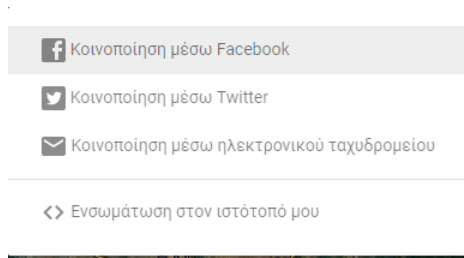 Κοινοποίηση μέσω Facebook
Κοινοποίηση μέσω Twitter
Κοινοποίηση μέσω ηλεκτρονικού ταχυδρομείου
Ενσωμάτωση στον ιστότοπό μου